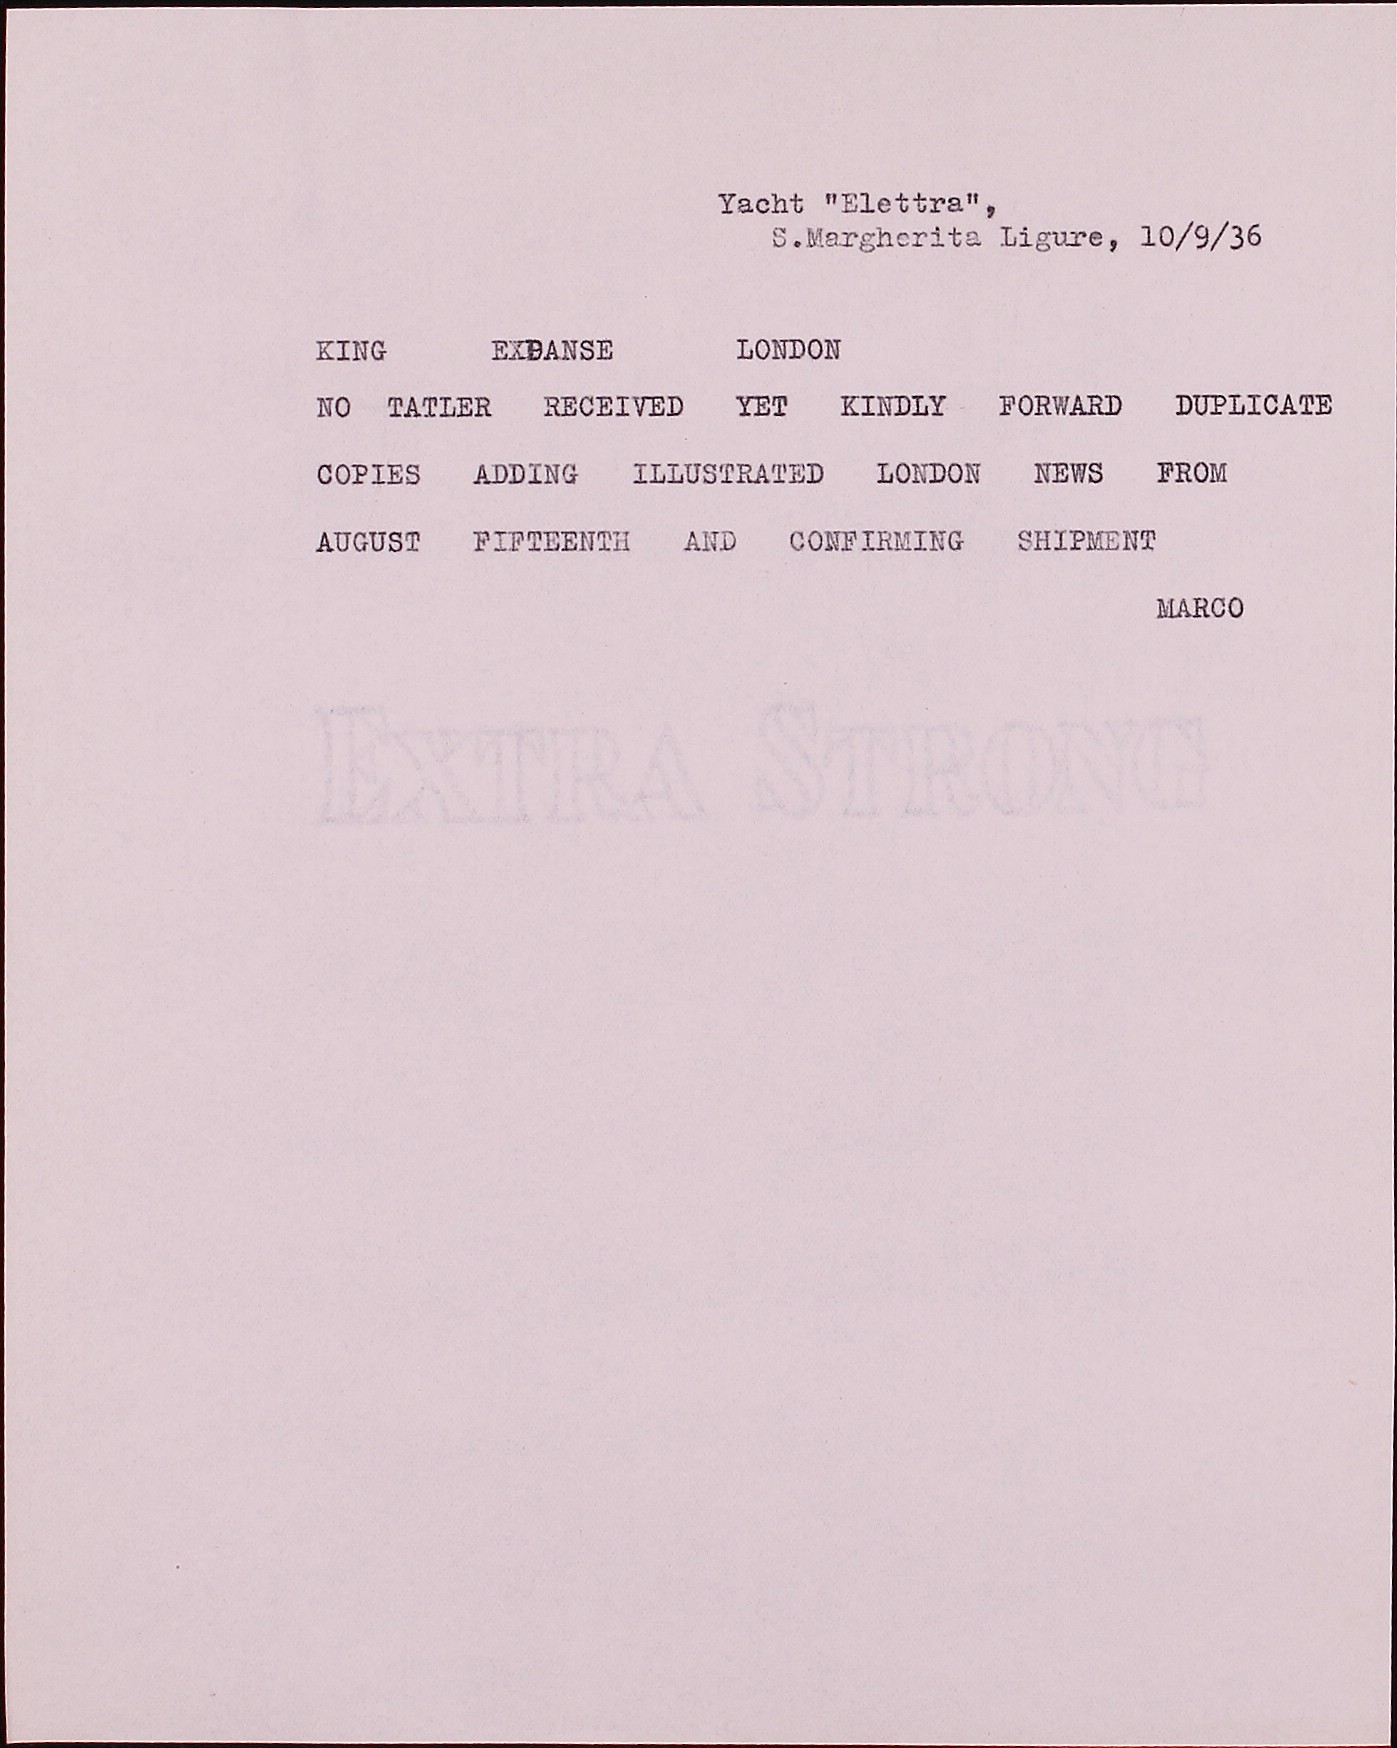 Yacht "Elettra",
S.Margherita Ligure, 10/9/36
KING EXPANSE LONDON
NO TATLER RECEIVED YET KINDLY FORWARD DUPLICATE
COPIES ADDING ILLUSTRATED LONDON NEWS FROM
AUGUST FIFTEENTH AND CONFIRMING SHIPMENT
MARCO
EXTRA STRONG